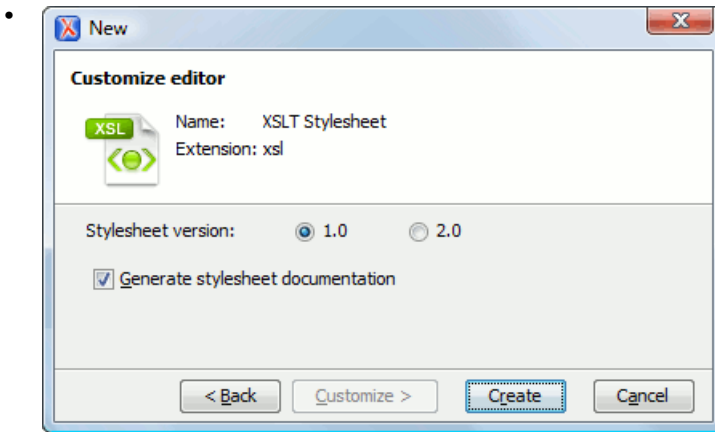 New
Customize editor
XSL
Name: XSLT Stylesheet
Extension: xsl
Stylesheet version: 1.0 2.0
Generate stylesheet documentation
< Back Customize > Create Cancel